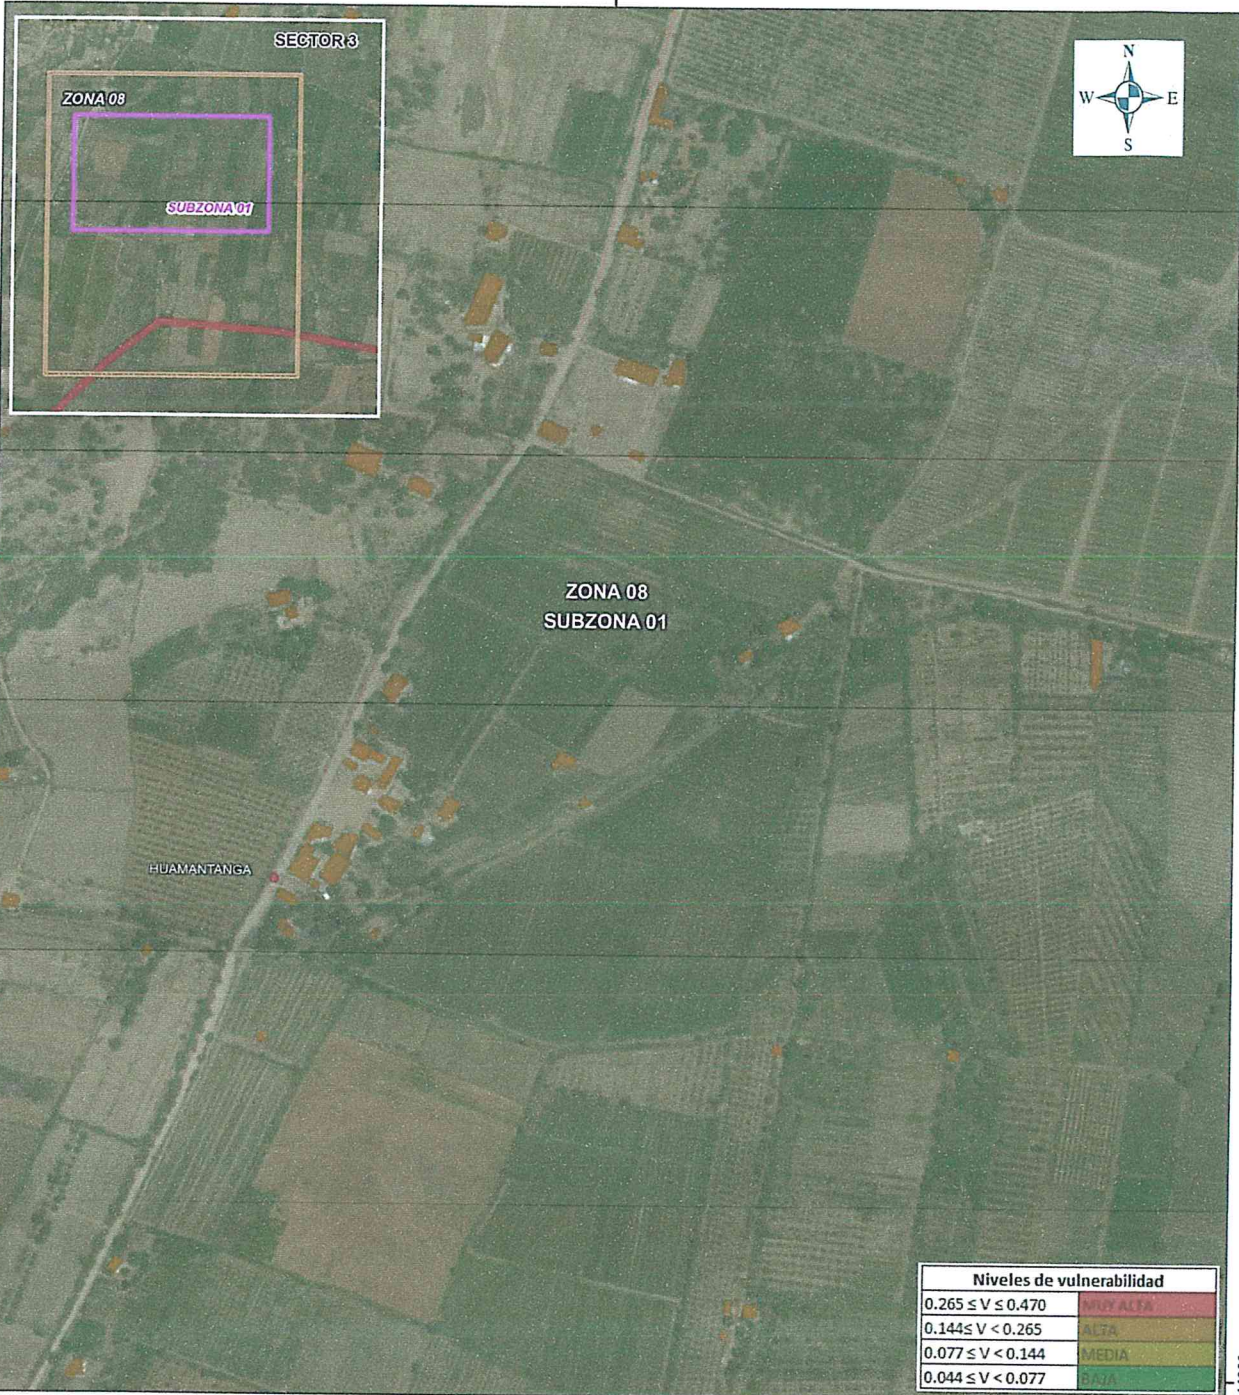 SECTOR 3
ZONA 08
SUBZONA 01
N
W E
S
ZONA 08
SUBZONA 01
HUAMANTANGA
Niveles de vulnerabilidad
0.265 ≤ V ≤ 0.470 MUY ALTA
0.144≤ V < 0.265 ALTA
0.077 ≤ V < 0.144 MEDIA
0.044 ≤ V < 0.077 BAJA